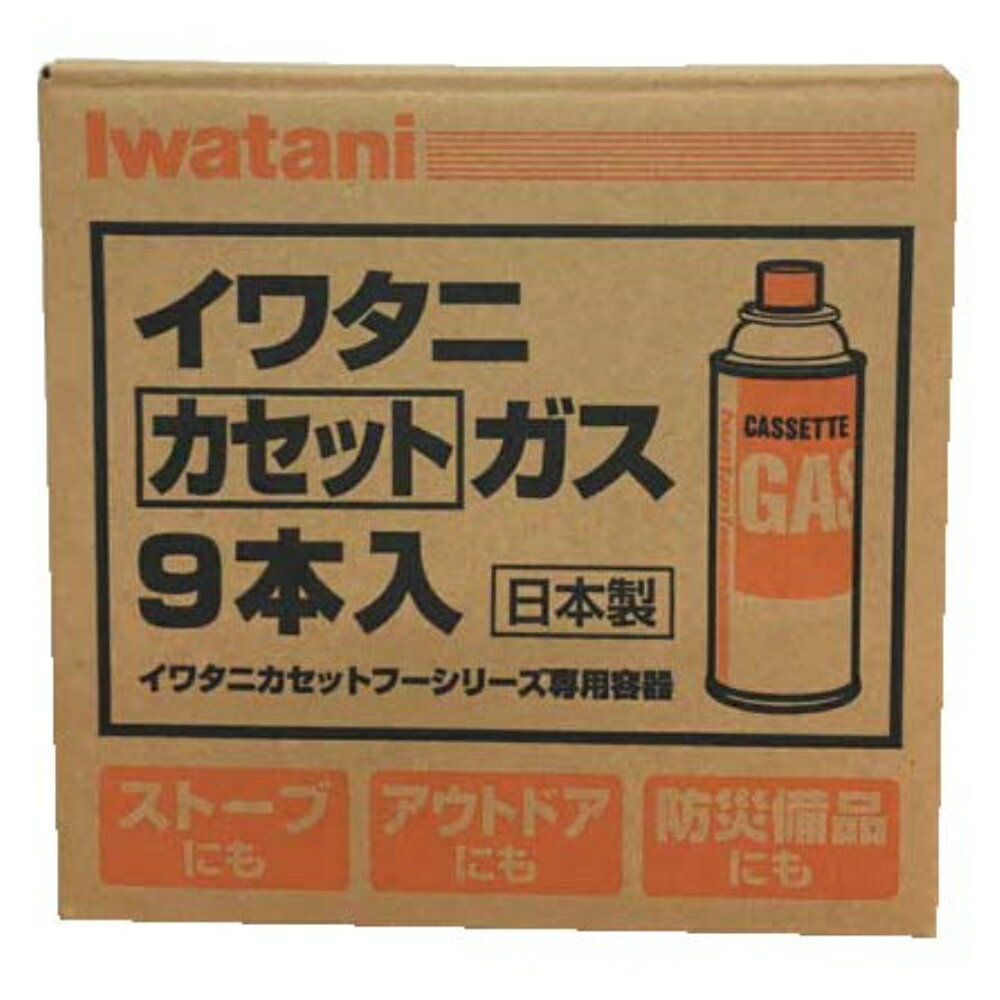 Iwatani
イワタニ
カセットガス
9本入 日本製
イワタニカセットフーシリーズ専用容器
CASSETTE
GAS
Iwatani
ストーブ
にも
アウトドア
にも
防災備品
にも